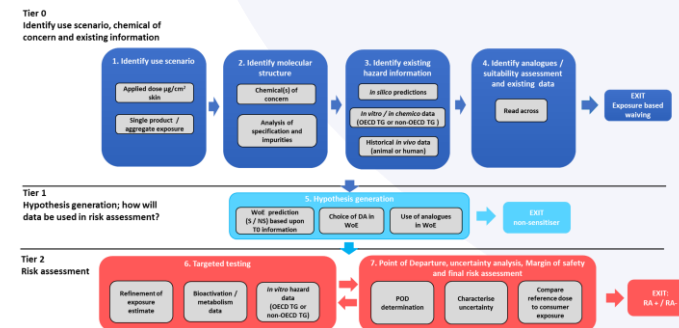 Tier 0
Identify use scenario, chemical of
concern and existing information
1. Identify use scenario
Applied dose µg/cm²
skin
Single product /
aggregate exposure
2. Identify molecular
structure
Chemical(s) of
concern
Analysis of
specification and
impurities
3. Identify existing
hazard information
in silico predictions
In vitro / in chemico data
(OECD TG or non-OECD TG )
Historical in vivo data
(animal or human)
4. Identify analogues /
suitability assessment
and existing data
Read across
EXIT
Exposure based
waiving
Tier 1
Hypothesis generation; how will
data be used in risk assessment?
5. Hypothesis generation
WoE prediction
(S / NS) based upon
T0 information
Choice of DA in
WoE
Use of analogues
in WoE
EXIT
non-sensitiser
Tier 2
Risk assessment
6. Targeted testing
Refinement of
exposure
estimate
Bioactivation /
metabolism
data
In vitro hazard
data
(OECD TG or
non-OECD TG)
7. Point of Departure, uncertainty analysis, Margin of safety
and final risk assessment
POD
determination
Characterise
uncertainty
Compare
reference dose
to consumer
exposure
EXIT:
RA + / RA-